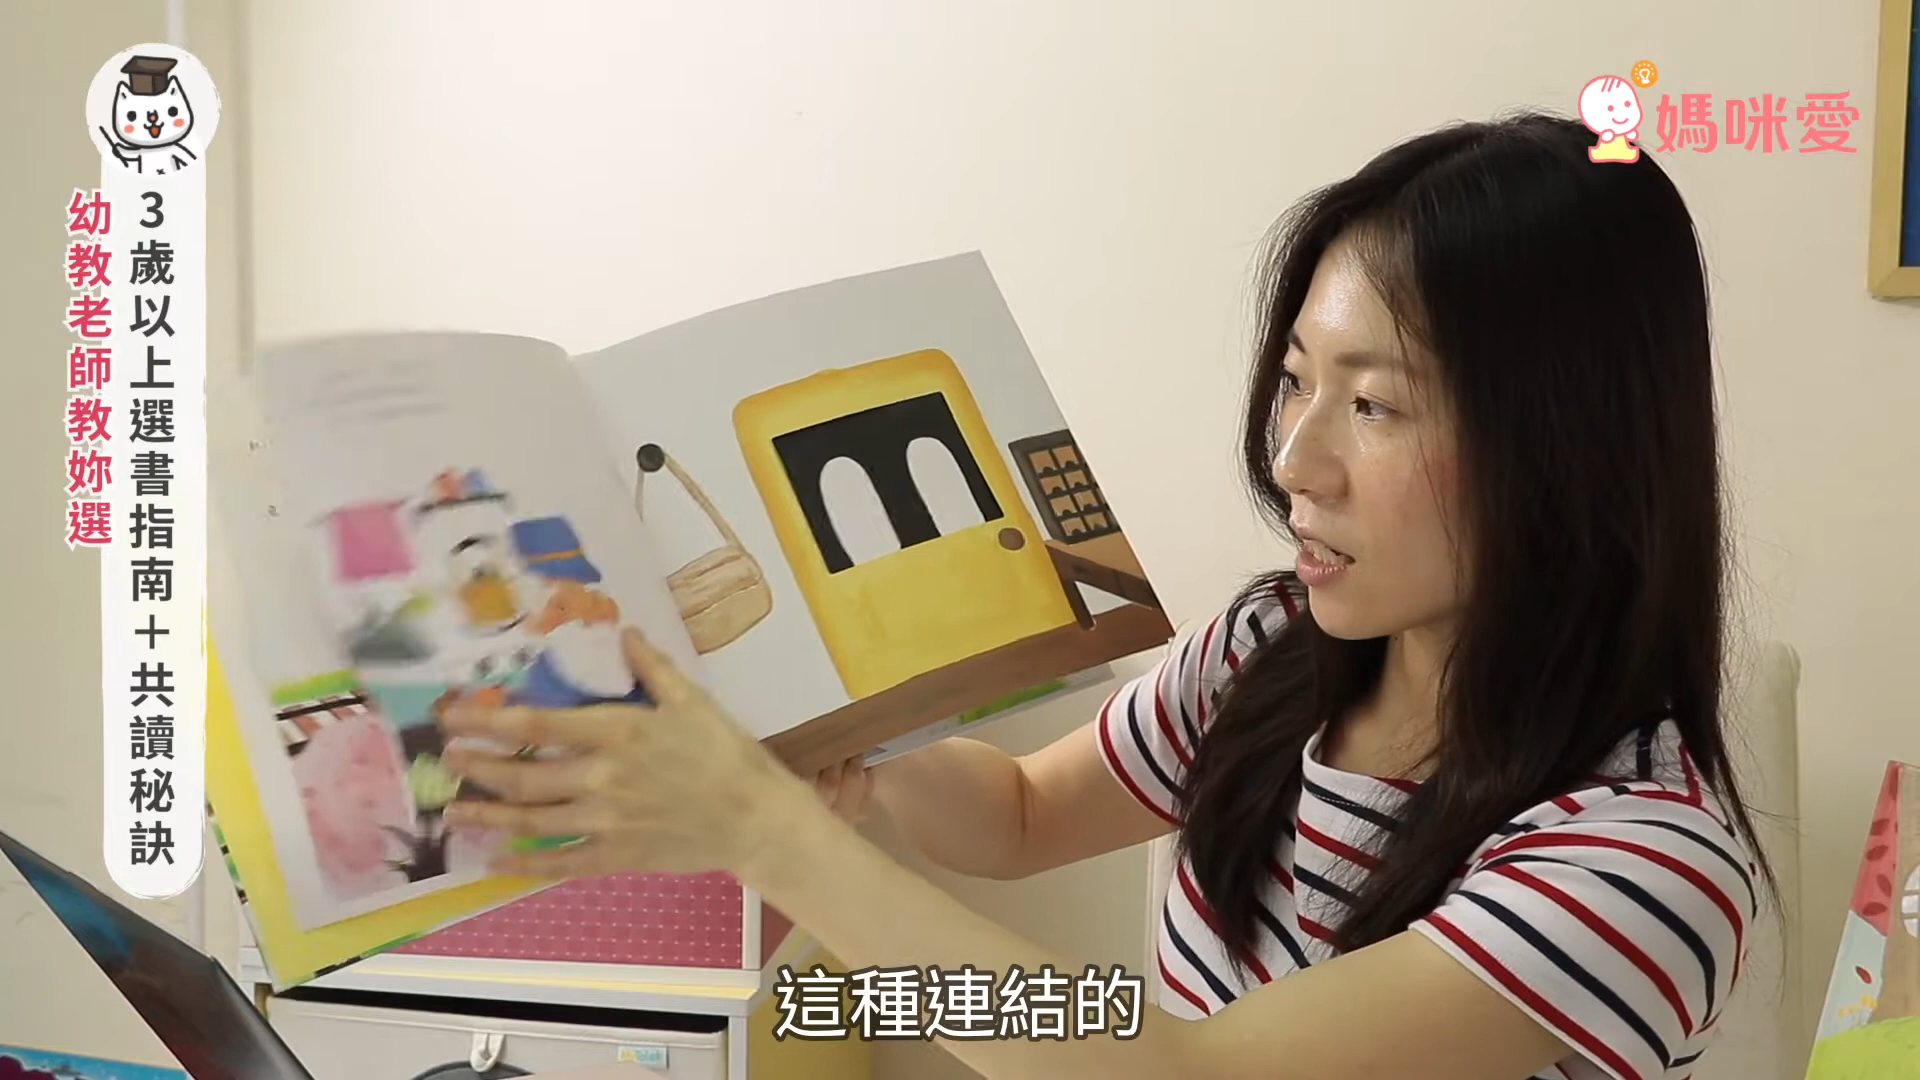 媽咪愛
3歲以上選書指南＋共讀秘訣
幼教老師教妳選
這種連結的